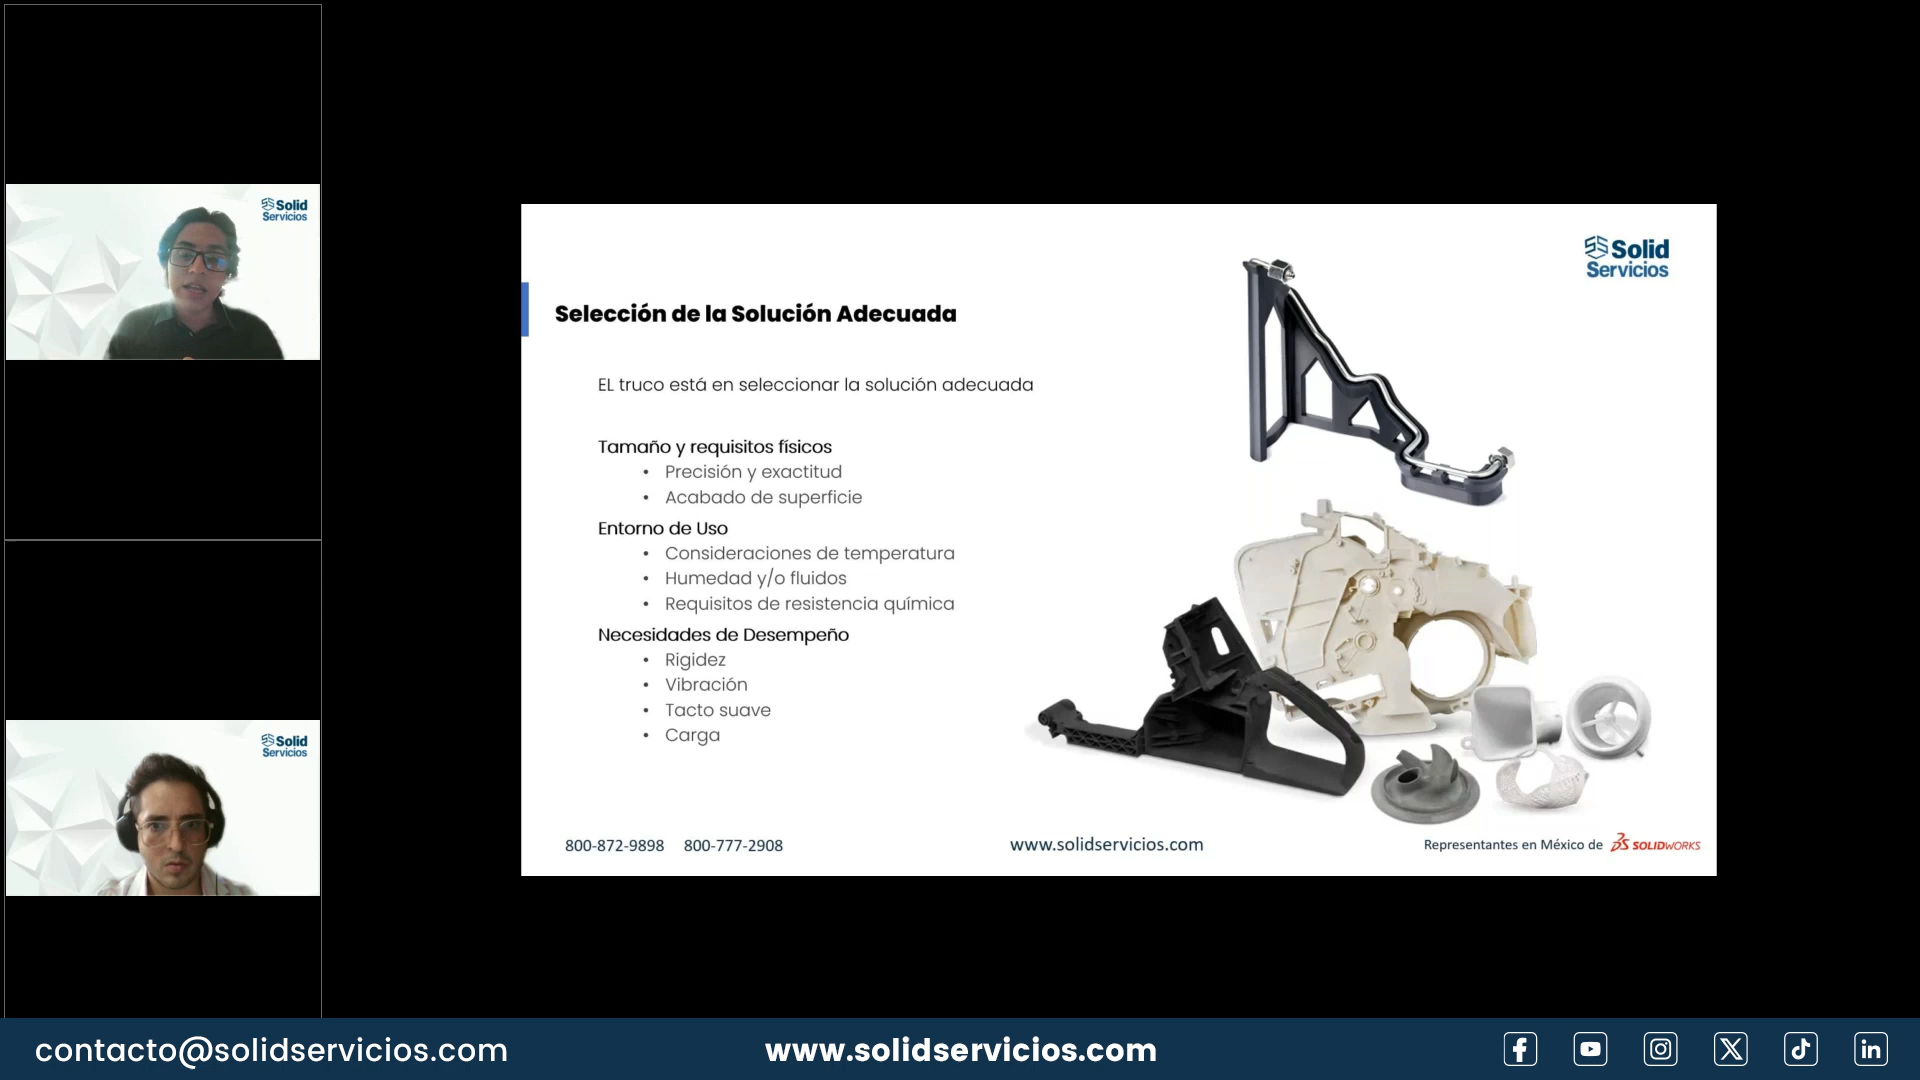 Solid
Servicios
Solid
Servicios
Solid
Servicios
Selección de la Solución Adecuada
EL truco está en seleccionar la solución adecuada
Tamaño y requisitos físicos
• Precisión y exactitud
• Acabado de superficie
Entorno de Uso
• Consideraciones de temperatura
• Humedad y/o fluidos
• Requisitos de resistencia química
Necesidades de Desempeño
• Rigidez
• Vibración
• Tacto suave
• Carga
800-872-9898 800-777-2908
www.solidservicios.com
Representantes en México de SOLIDWORKS
contacto@solidservicios.com
www.solidservicios.com